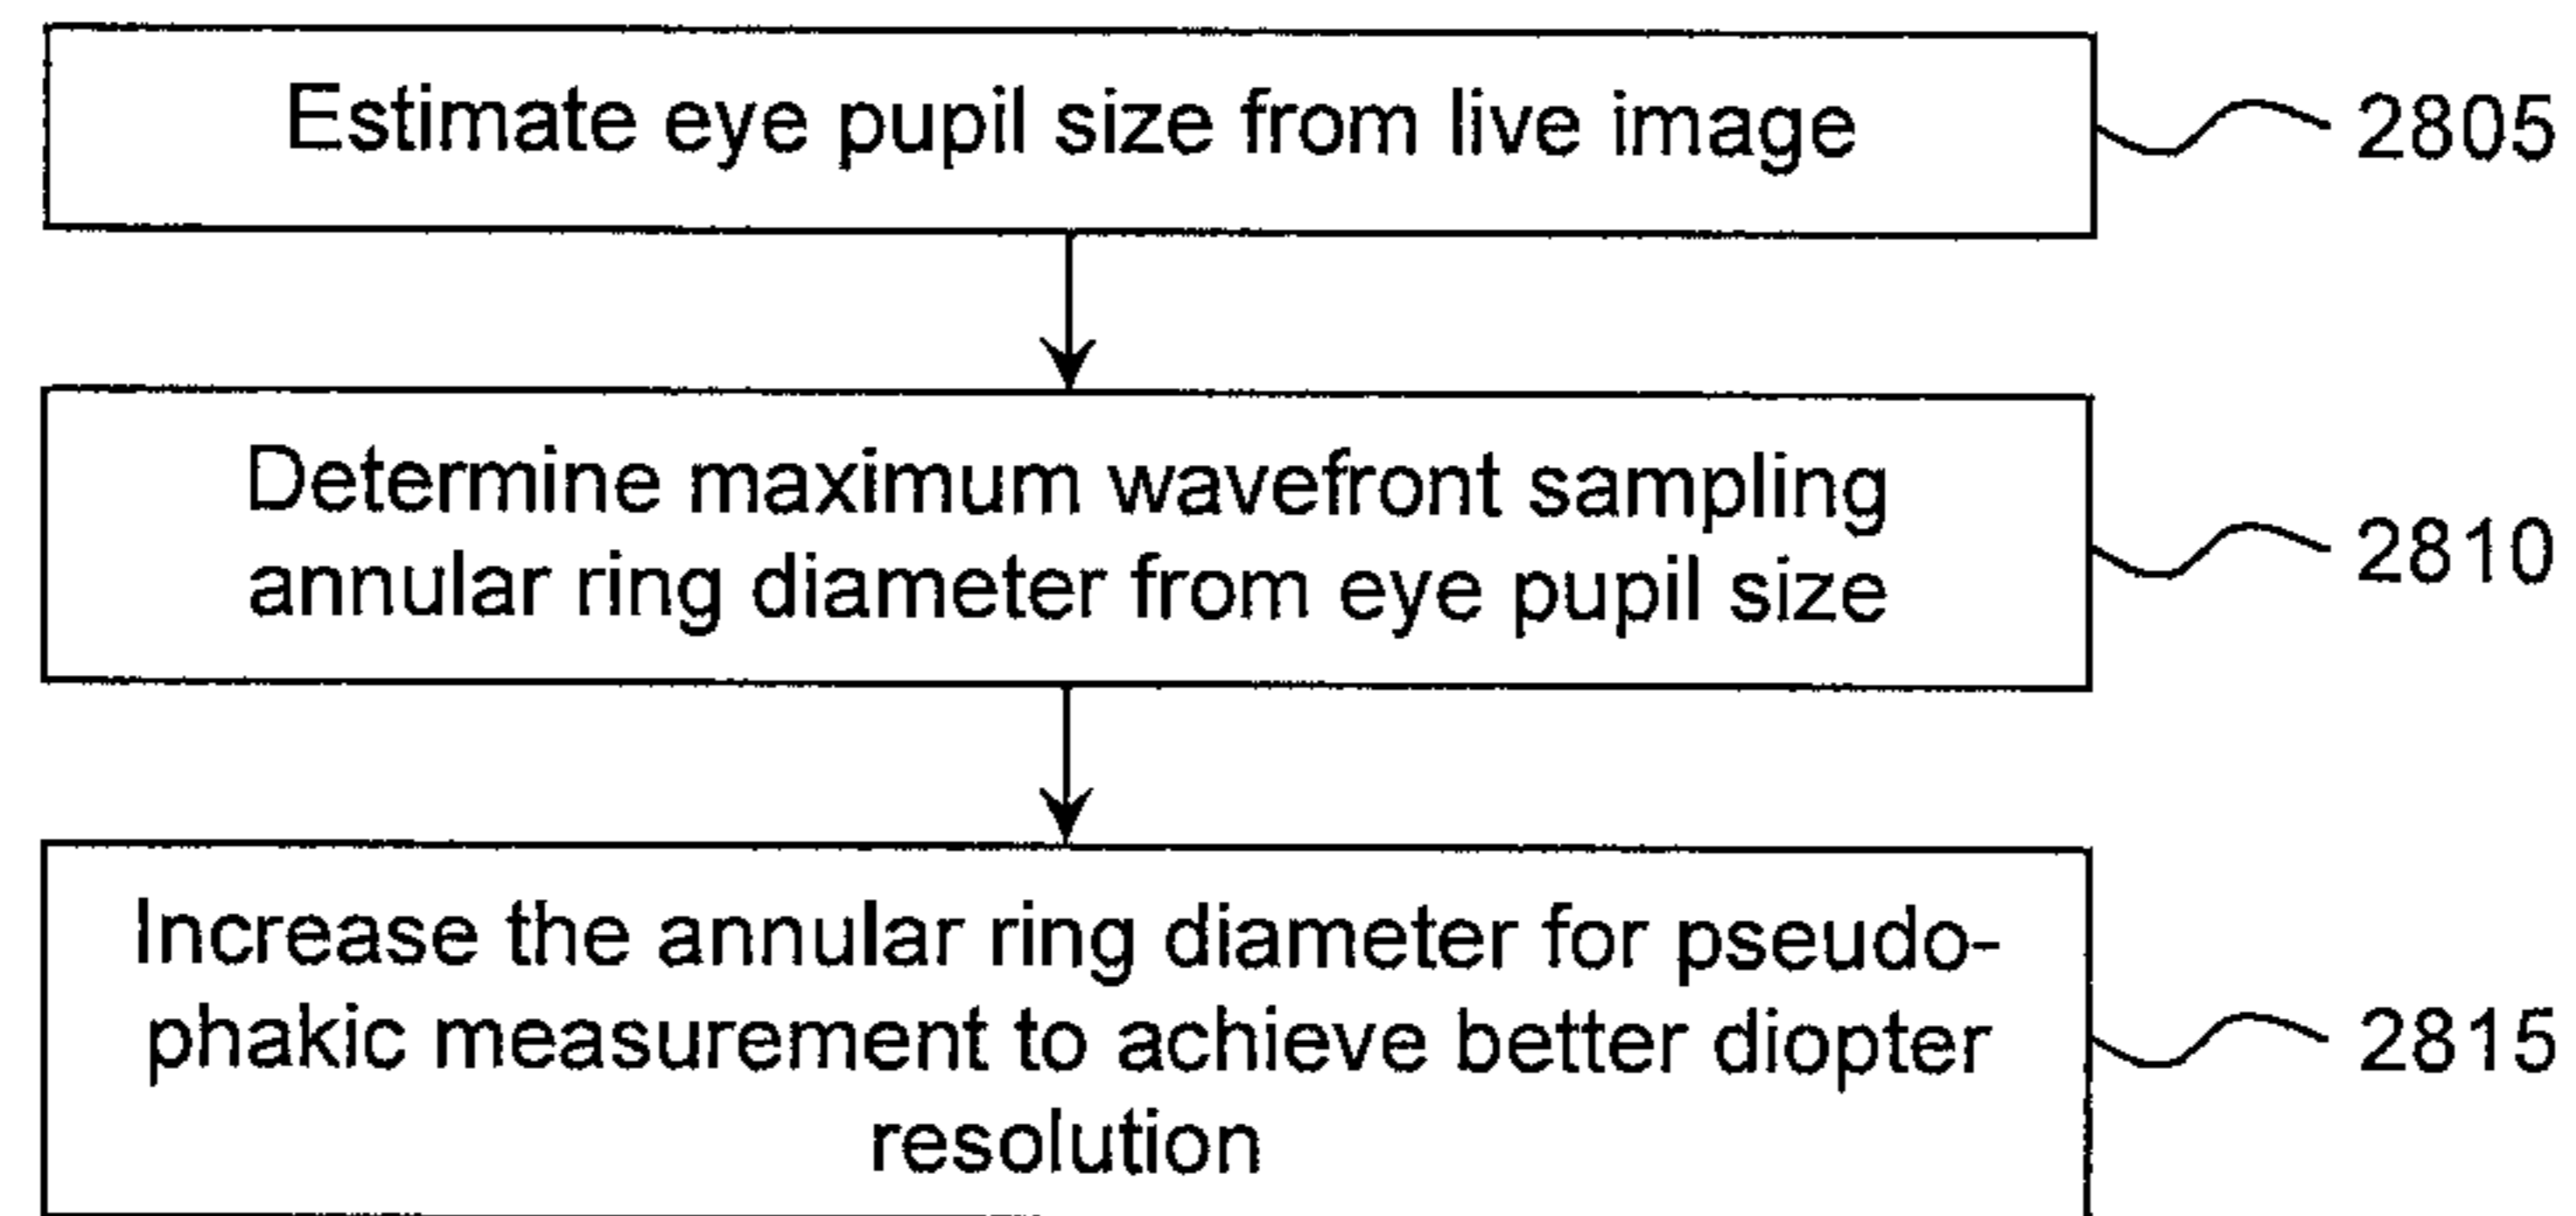 Estimate eye pupil size from live image
2805
Determine maximum wavefront sampling
annular ring diameter from eye pupil size
2810
Increase the annular ring diameter for pseudo-
phakic measurement to achieve better diopter
resolution
2815